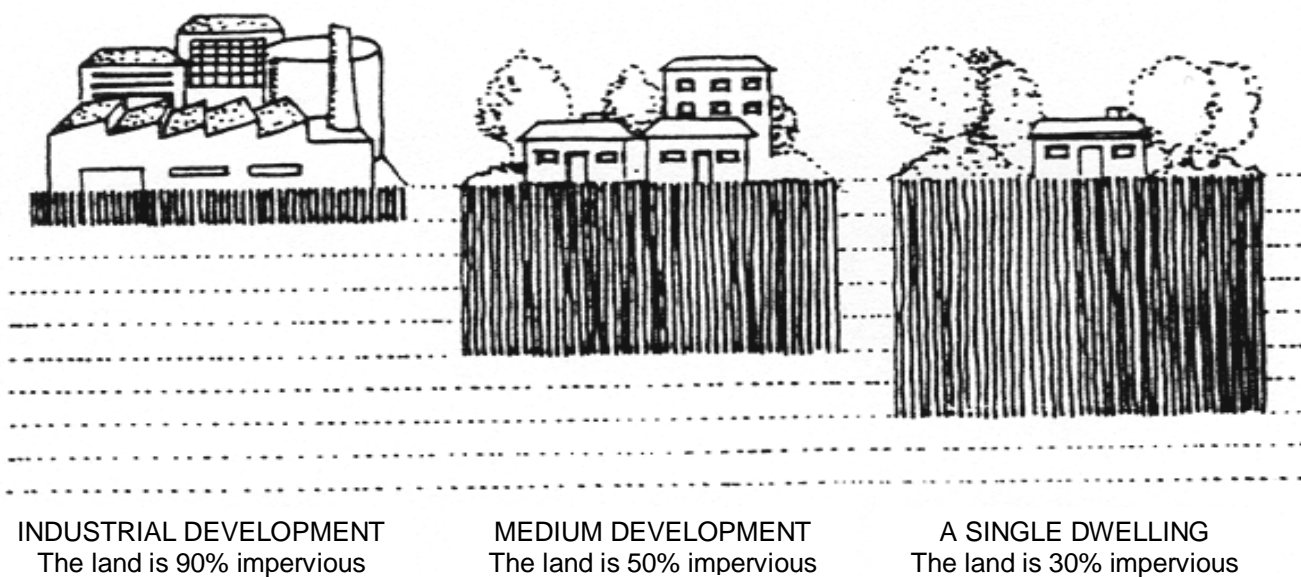 INDUSTRIAL DEVELOPMENT
The land is 90% impervious
MEDIUM DEVELOPMENT
The land is 50% impervious
A SINGLE DWELLING
The land is 30% impervious